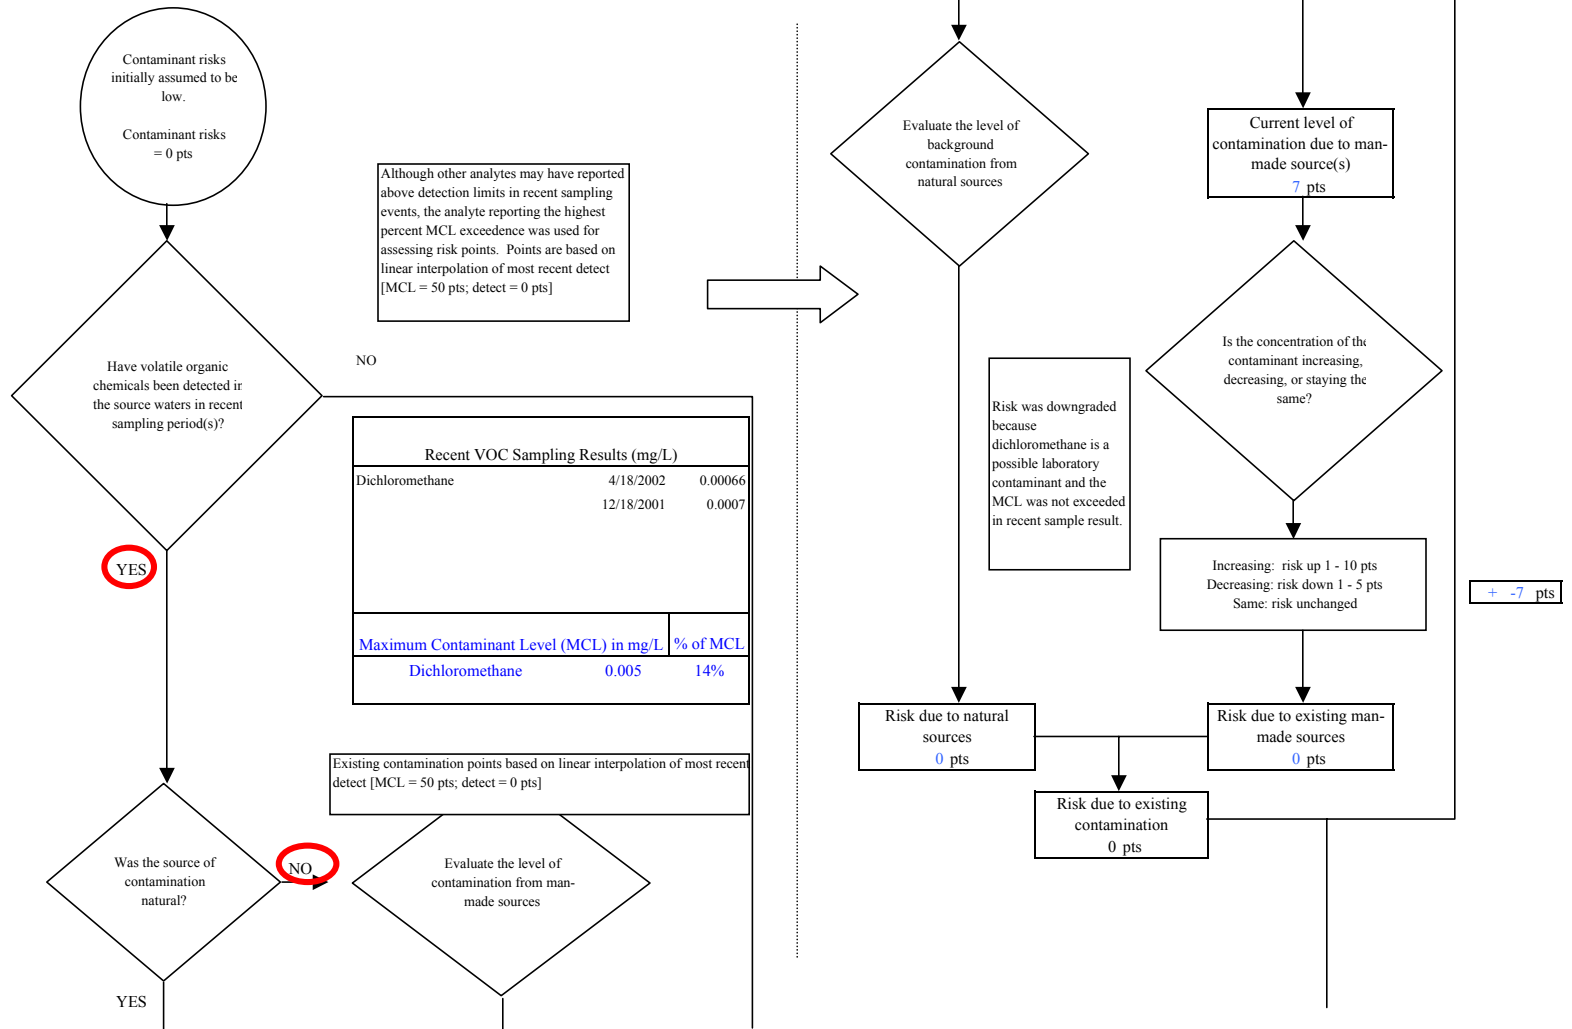 Contaminant risks
initially assumed to be
low.
Contaminant risks
= 0 pts
Although other analytes may have reported
above detection limits in recent sampling
events, the analyte reporting the highest
percent MCL exceedence was used for
assessing risk points.  Points are based on
linear interpolation of most recent detect
[MCL = 50 pts; detect = 0 pts]
Have volatile organic
chemicals been detected in
the source waters in recent
sampling period(s)?
NO
Recent VOC Sampling Results (mg/L)
Dichloromethane 4/18/2002 0.00066
12/18/2001 0.0007
YES
Maximum Contaminant Level (MCL) in mg/L % of MCL
Dichloromethane 0.005 14%
Existing contamination points based on linear interpolation of most recent
detect [MCL = 50 pts; detect = 0 pts]
Was the source of
contamination
natural?
NO
Evaluate the level of
contamination from man-
made sources
YES
Evaluate the level of
background
contamination from
natural sources
Current level of
contamination due to man-
made source(s)
7 pts
Is the concentration of the
contaminant increasing,
decreasing, or staying the
same?
Risk was downgraded
because
dichloromethane is a
possible laboratory
contaminant and the
MCL was not exceeded
in recent sample result.
Increasing:  risk up 1 - 10 pts
Decreasing: risk down 1 - 5 pts
Same: risk unchanged
+ -7 pts
Risk due to natural
sources
0 pts
Risk due to existing man-
made sources
0 pts
Risk due to existing
contamination
0 pts